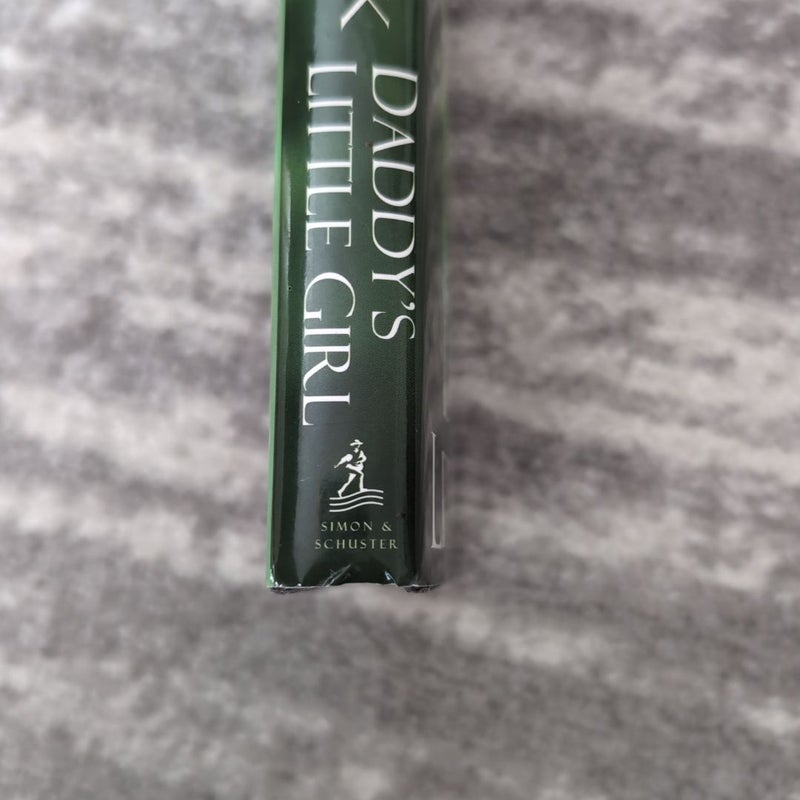 K
DADDY'S
LITTLE GIRL
SIMON &
SCHUSTER